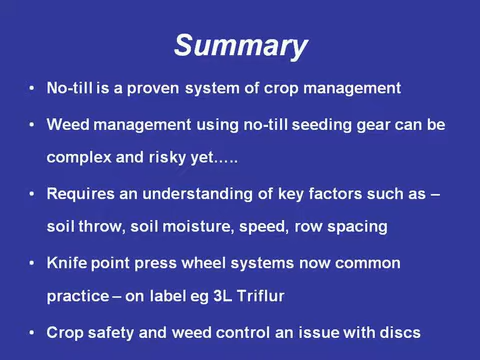 Summary
• No-till is a proven system of crop management
• Weed management using no-till seeding gear can be
complex and risky yet…..
• Requires an understanding of key factors such as –
soil throw, soil moisture, speed, row spacing
• Knife point press wheel systems now common
practice – on label eg 3L Triflur
• Crop safety and weed control an issue with discs